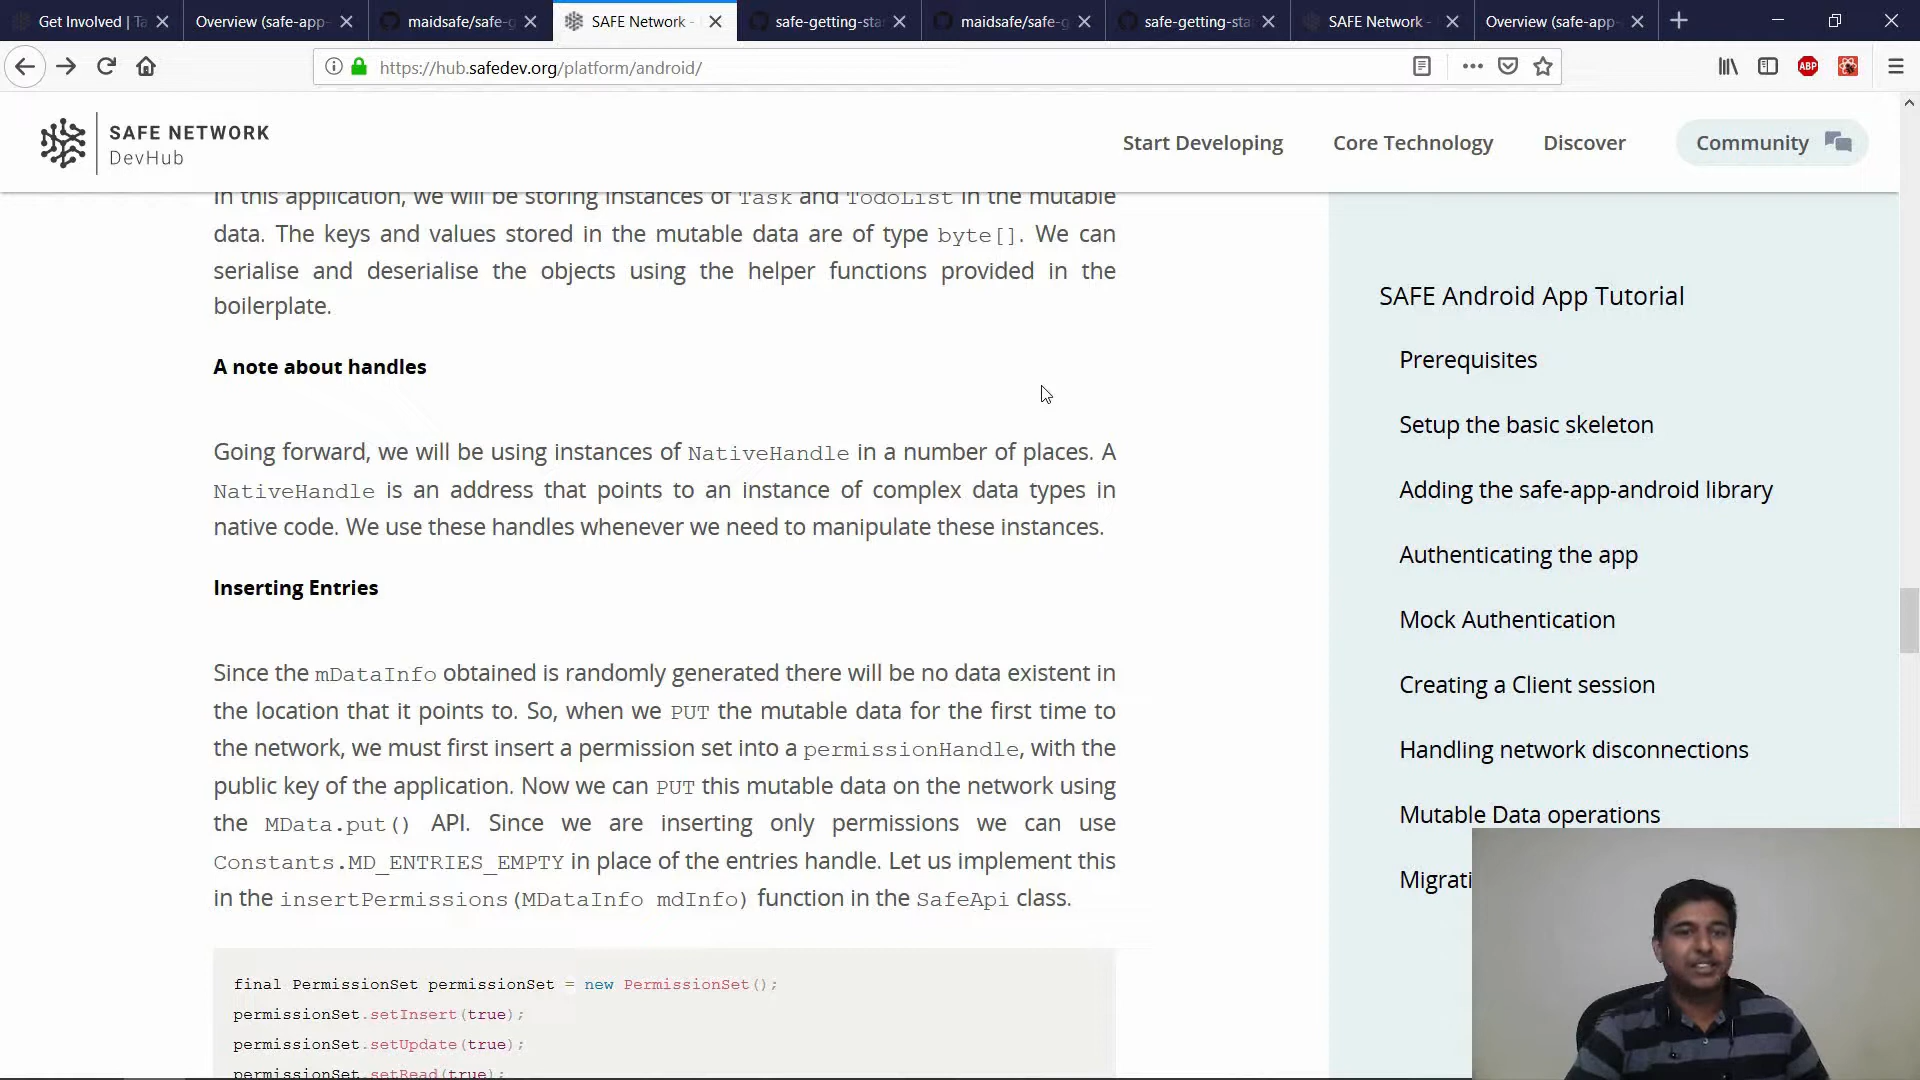 Get Involved | Ta
Overview (safe-app-
maidsafe/safe-g
SAFE Network -
safe-getting-sta
maidsafe/safe-g
safe-getting-sta
SAFE Network -
Overview (safe-app-
https://hub.safedev.org/platform/android/
ABP
SAFE NETWORK
DevHub
Start Developing
Core Technology
Discover
Community
In this application, we will be storing instances of Task and TodoList in the mutable
data. The keys and values stored in the mutable data are of type byte[]. We can
serialise and deserialise the objects using the helper functions provided in the
boilerplate.
A note about handles
Going forward, we will be using instances of NativeHandle in a number of places. A
NativeHandle is an address that points to an instance of complex data types in
native code. We use these handles whenever we need to manipulate these instances.
Inserting Entries
Since the mDataInfo obtained is randomly generated there will be no data existent in
the location that it points to. So, when we PUT the mutable data for the first time to
the network, we must first insert a permission set into a permissionHandle, with the
public key of the application. Now we can PUT this mutable data on the network using
the MData.put() API. Since we are inserting only permissions we can use
Constants.MD_ENTRIES_EMPTY in place of the entries handle. Let us implement this
in the insertPermissions(MDataInfo mdInfo) function in the SafeApi class.
final PermissionSet permissionSet = new PermissionSet();
permissionSet.setInsert(true);
permissionSet.setUpdate(true);
permissionSet.setRead(true);
SAFE Android App Tutorial
Prerequisites
Setup the basic skeleton
Adding the safe-app-android library
Authenticating the app
Mock Authentication
Creating a Client session
Handling network disconnections
Mutable Data operations
Migrati